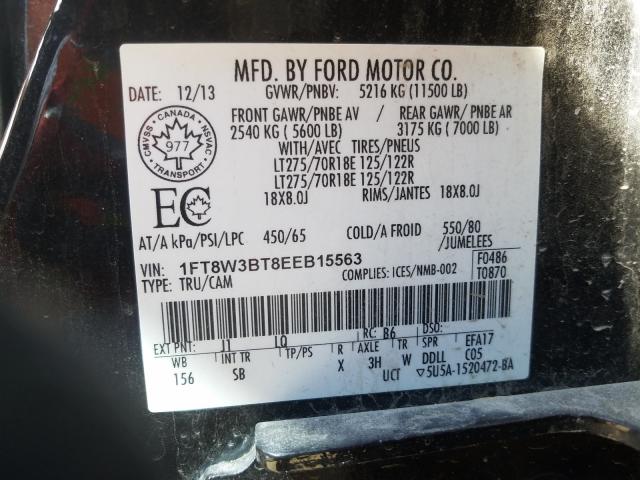 MFD. BY FORD MOTOR CO.
DATE: 12/13 GVWR/PNBV: 5216 KG (11500 LB)
FRONT GAWR/PNBE AV REAR GAWR/ PNBE AR
2540 KG ( 5600 LB) 3175 KG ( 7000 LB)
WITH/AVEC TIRES/PNEUS
LT275/70R18E 125/122R
LT275/70R18E 125/122R
18X8.0J RIMS/JANTES 18X8.0J
CANADA
CMVSS NSVAC
977
TRANSPORT
EC
AT/A kPa/PSI/LPC 450/65 COLD/A FROID 550/80
/JUMELEES
VIN: 1FT8W3BT8EEB15563 F0486
TYPE: TRU/CAM COMPLIES: ICES/NMB-002 T0870
EXT PNT: J1 LQ RC: B6 DSO:
WB INT TR TP/PS R AXLE TR SPR EFA17
156 SB X 3H W DDLL C05
UCT ▽5U5A-1520472-BA